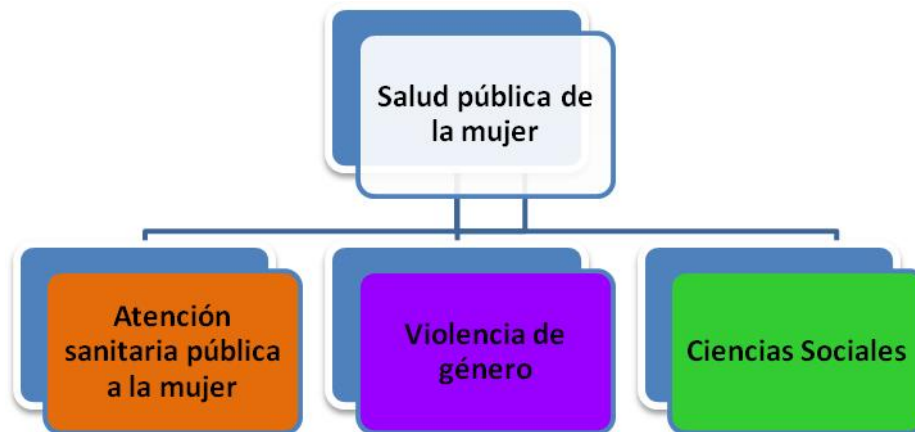 Salud pública de
la mujer
Atención
sanitaria pública
a la mujer
Violencia de
género
Ciencias Sociales